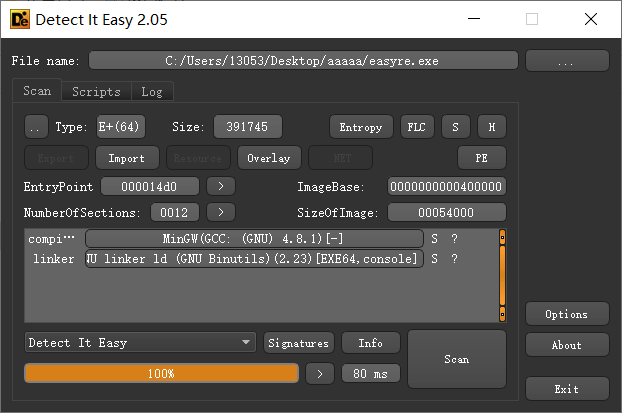 Detect It Easy 2.05
File name: C:/Users/13053/Desktop/aaaaa/easyre.exe ...
Scan Scripts Log
.. Type: E+(64) Size: 391745 Entropy FLC S H
Export Import Resource Overlay .NET PE
EntryPoint 000014d0 > ImageBase: 0000000000400000
NumberOfSections: 0012 > SizeOfImage: 00054000
compi... MinGW(GCC: (GNU) 4.8.1)[-] S ?
linker NU linker ld (GNU Binutils)(2.23)[EXE64,console] S ?
Options
Detect It Easy Signatures Info Scan About
100% > 80 ms
Exit